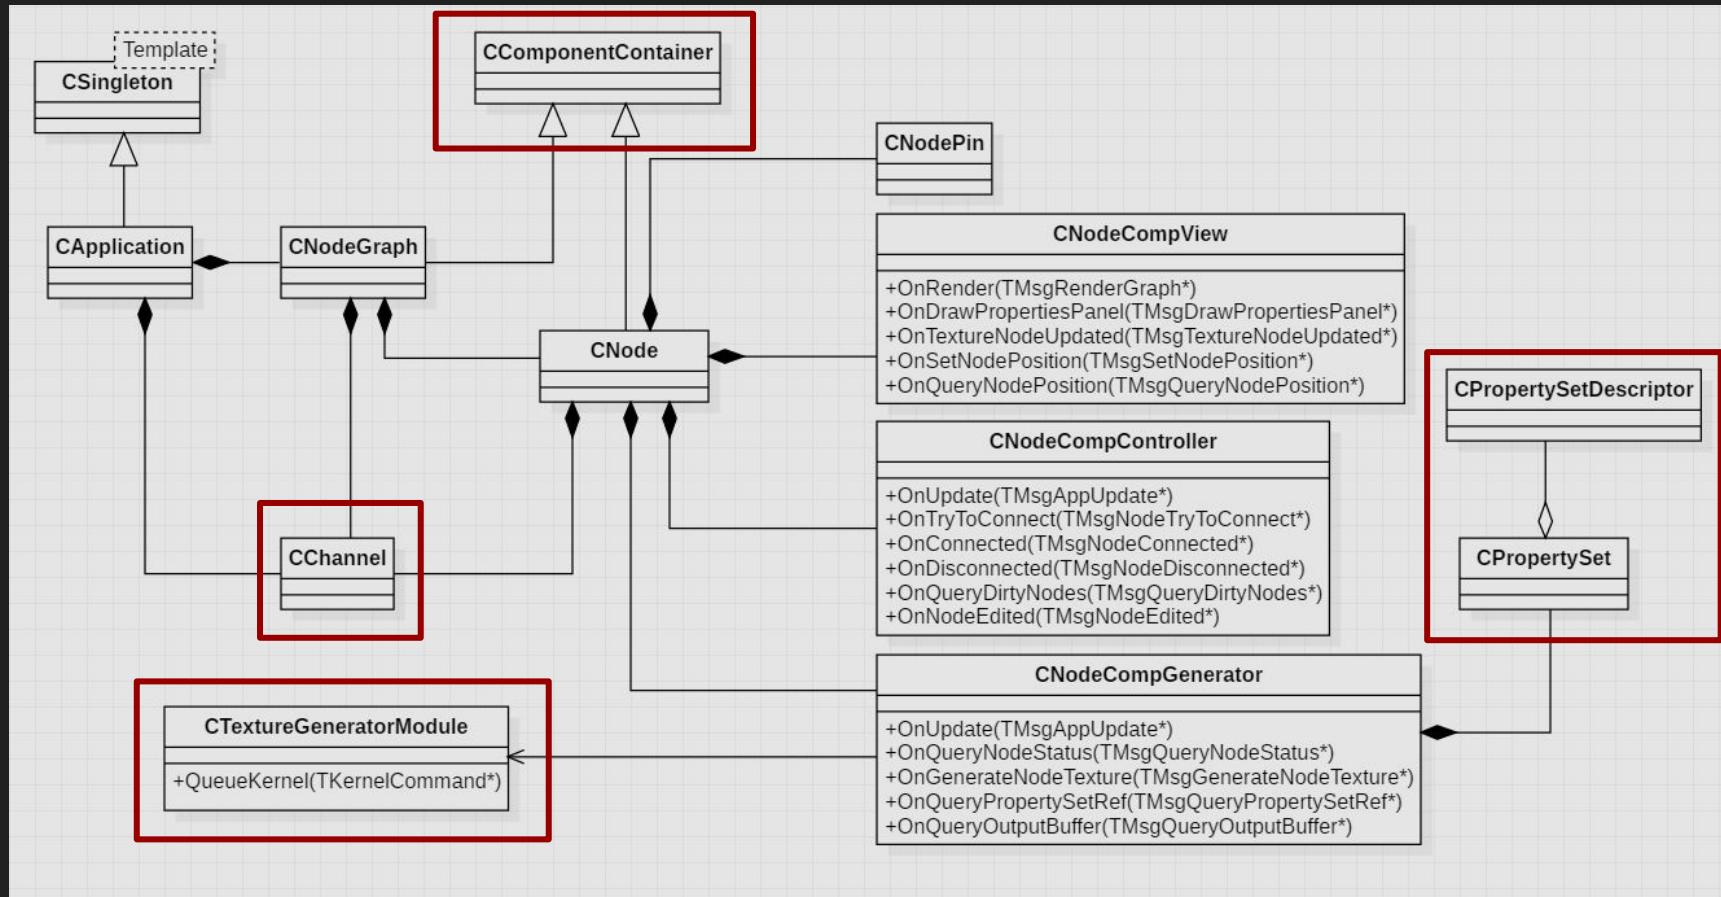 Template
CSingleton
CComponentContainer
CNodePin
CApplication
CNodeGraph
CNodeCompView
+OnRender(TMsgRenderGraph*)
+OnDrawPropertiesPanel(TMsgDrawPropertiesPanel*)
+OnTextureNodeUpdated(TMsgTextureNodeUpdated*)
+OnSetNodePosition(TMsgSetNodePosition*)
+OnQueryNodePosition(TMsgQueryNodePosition*)
CNode
CPropertySetDescriptor
CNodeCompController
+OnUpdate(TMsgAppUpdate*)
+OnTryToConnect(TMsgNodeTryToConnect*)
+OnConnected(TMsgNodeConnected*)
+OnDisconnected(TMsgNodeDisconnected*)
+OnQueryDirtyNodes(TMsgQueryDirtyNodes*)
+OnNodeEdited(TMsgNodeEdited*)
CChannel
CPropertySet
CTextureGeneratorModule
+QueueKernel(TKernelCommand*)
CNodeCompGenerator
+OnUpdate(TMsgAppUpdate*)
+OnQueryNodeStatus(TMsgQueryNodeStatus*)
+OnGenerateNodeTexture(TMsgGenerateNodeTexture*)
+OnQueryPropertySetRef(TMsgQueryPropertySetRef*)
+OnQueryOutputBuffer(TMsgQueryOutputBuffer*)